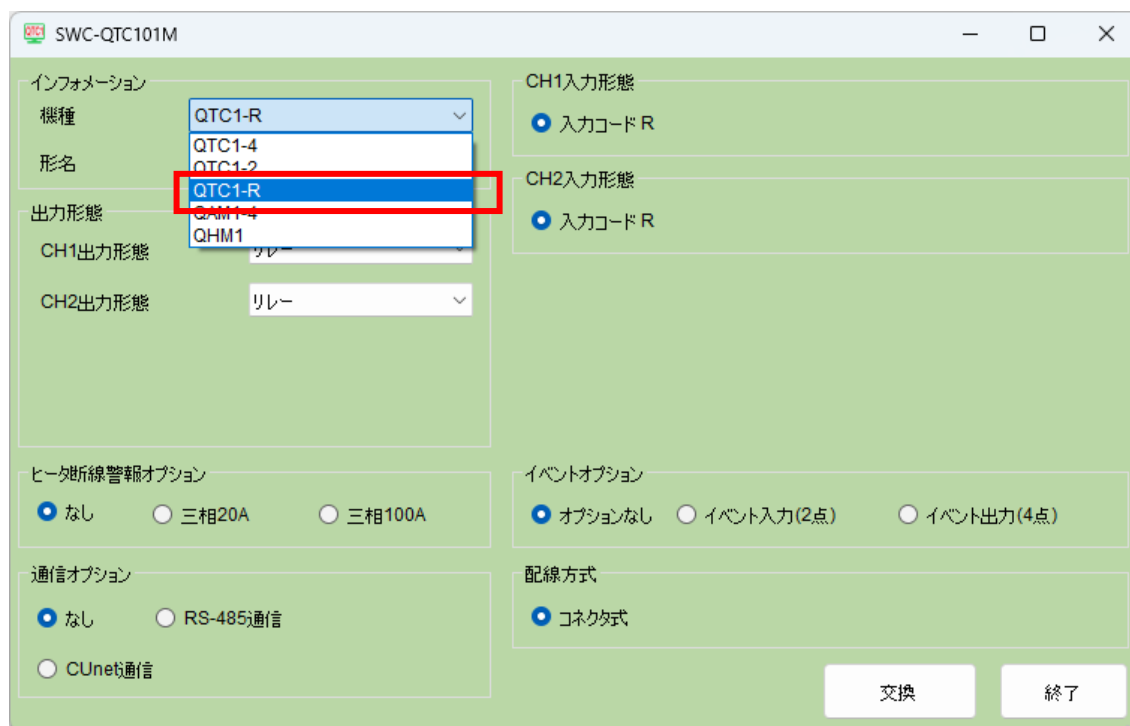 QTC1
SWC-QTC101M
インフォメーション
機種
QTC1-R
QTC1-4
QTC1-2
QTC1-R
QAM1-4
QHM1
形名
出力形態
CH1出力形態
リレー
CH2出力形態
リレー
CH1入力形態
入力コード R
CH2入力形態
入力コード R
ヒータ断線警報オプション
なし 三相20A 三相100A
イベントオプション
オプションなし イベント入力(2点) イベント出力(4点)
通信オプション
なし RS-485通信
CUnet通信
配線方式
コネクタ式
交換 終了